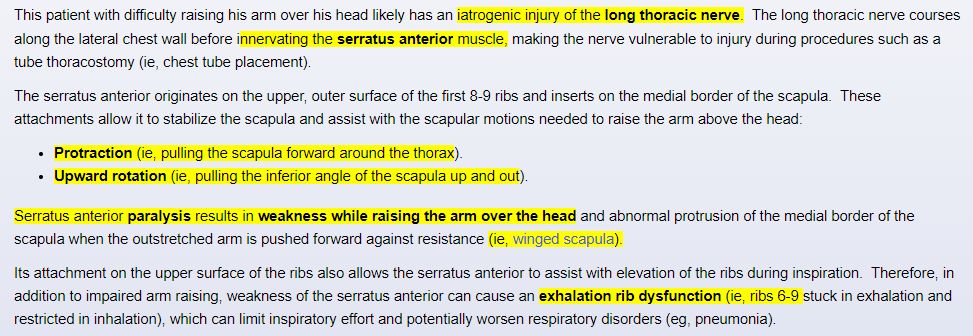 This patient with difficulty raising his arm over his head likely has an iatrogenic injury of the long thoracic nerve.  The long thoracic nerve courses
along the lateral chest wall before innervating the serratus anterior muscle, making the nerve vulnerable to injury during procedures such as a
tube thoracostomy (ie, chest tube placement).
The serratus anterior originates on the upper, outer surface of the first 8-9 ribs and inserts on the medial border of the scapula.  These
attachments allow it to stabilize the scapula and assist with the scapular motions needed to raise the arm above the head:
• Protraction (ie, pulling the scapula forward around the thorax).
• Upward rotation (ie, pulling the inferior angle of the scapula up and out).
Serratus anterior paralysis results in weakness while raising the arm over the head and abnormal protrusion of the medial border of the
scapula when the outstretched arm is pushed forward against resistance (ie, winged scapula).
Its attachment on the upper surface of the ribs also allows the serratus anterior to assist with elevation of the ribs during inspiration.  Therefore, in
addition to impaired arm raising, weakness of the serratus anterior can cause an exhalation rib dysfunction (ie, ribs 6-9 stuck in exhalation and
restricted in inhalation), which can limit inspiratory effort and potentially worsen respiratory disorders (eg, pneumonia).